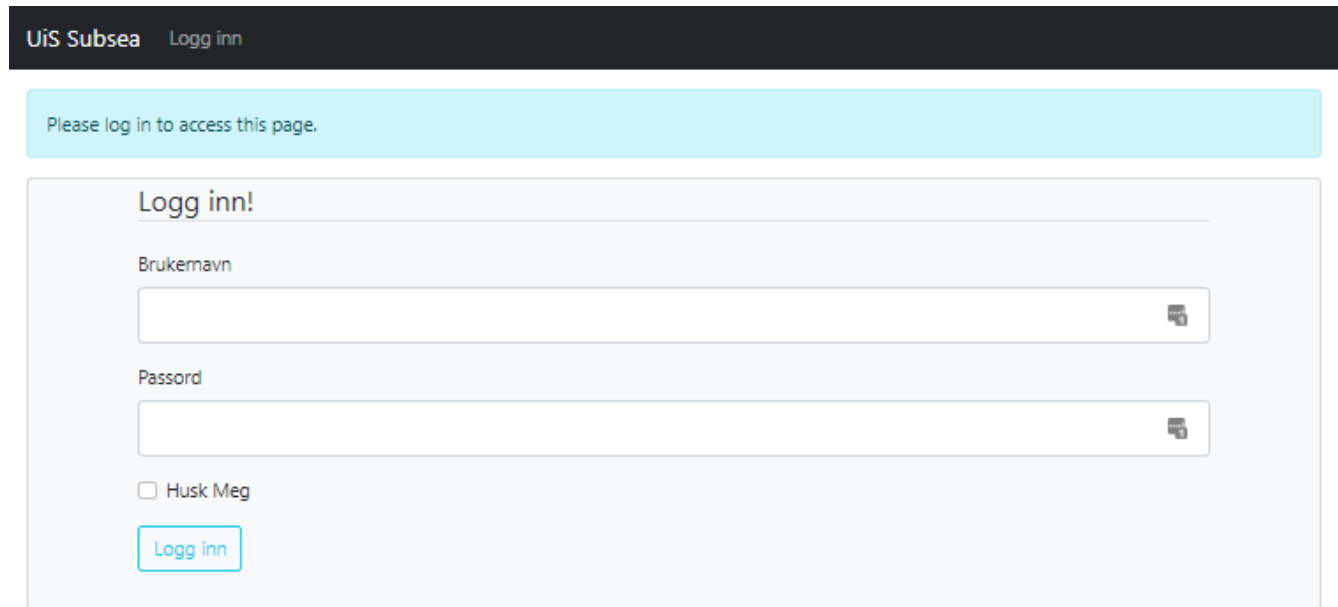 UiS Subsea Logg inn
Please log in to access this page.
Logg inn!
Brukernavn
Passord
Husk Meg
Logg inn